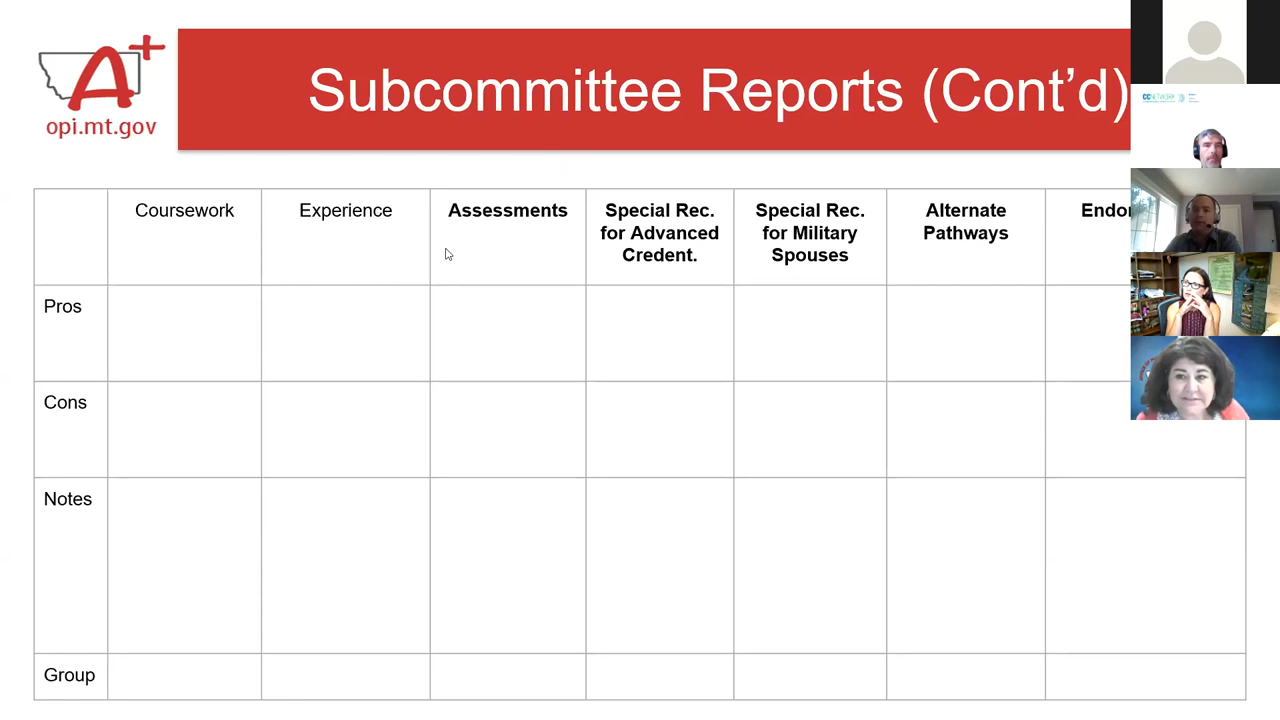 A+
opi.mt.gov
Subcommittee Reports (Cont’d)
CCNETWORK
Coursework
Experience
Assessments
Special Rec.
for Advanced
Credent.
Special Rec.
for Military
Spouses
Alternate
Pathways
Pros
Cons
Notes
Group